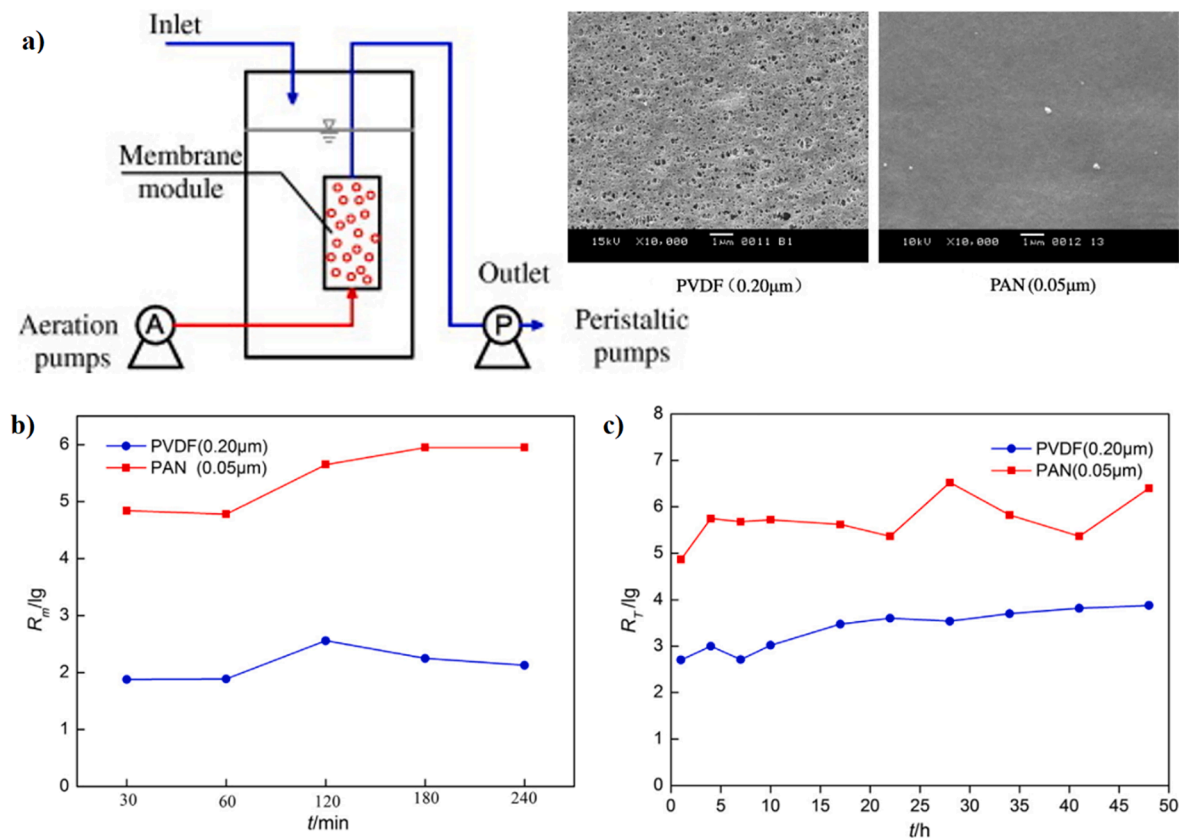 a)
Inlet
Membrane
module
Outlet
Aeration
pumps
A
P
Peristaltic
pumps
15kV X10,000 1μm 0011 B1
PVDF (0.20μm)
10kV X10,000 1μm 0012 13
PAN(0.05μm)
b)
PVDF(0.20μm)
PAN (0.05μm)
6
5
4
3
2
1
0
Rm/lg
30 60 120 180 240
t/min
c)
PVDF(0.20μm)
PAN(0.05μm)
8
7
6
5
4
3
2
1
0
RT/lg
0 5 10 15 20 25 30 35 40 45 50
t/h